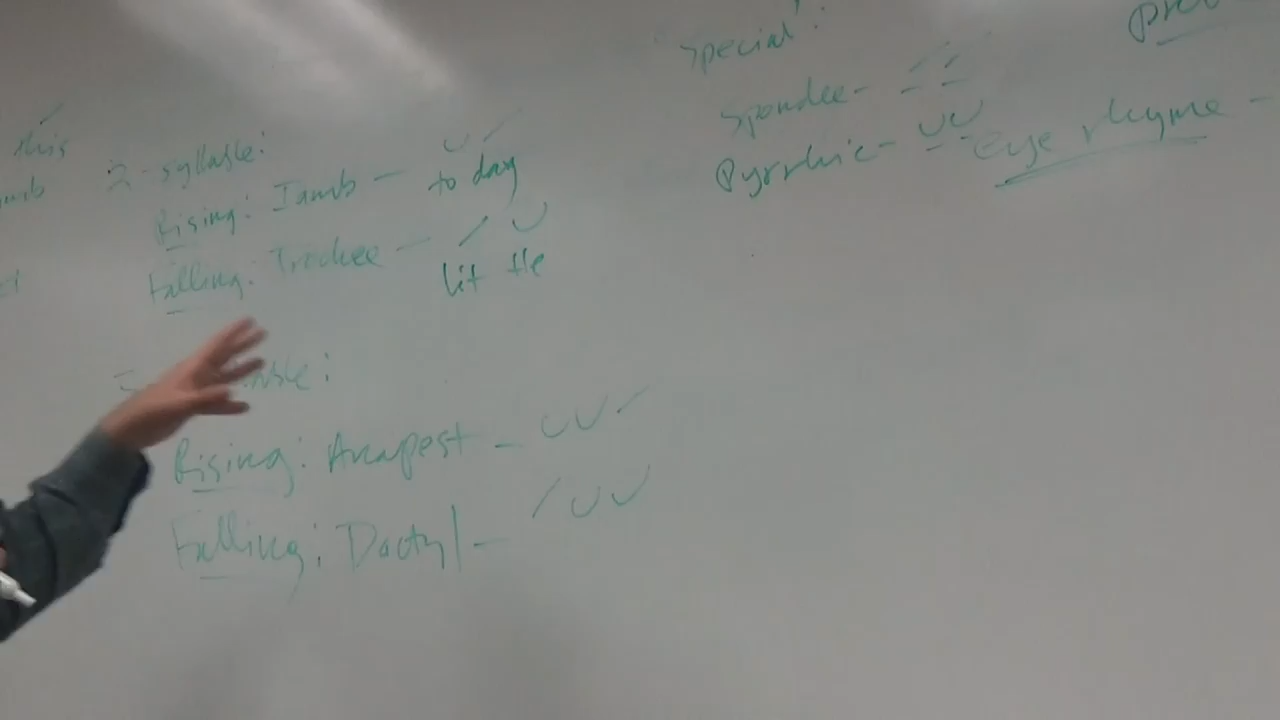 this
2-syllable:
Rising: Iamb – ◡ ⁄ to day
Falling: Trochee – ⁄ ◡ lit tle
Rising: Anapest – ◡ ◡ ⁄
Falling: Dactyl – ⁄ ◡ ◡
Special:
Spondee – ⁄ ⁄
Pyrrhic – ◡ ◡
eye rhyme –